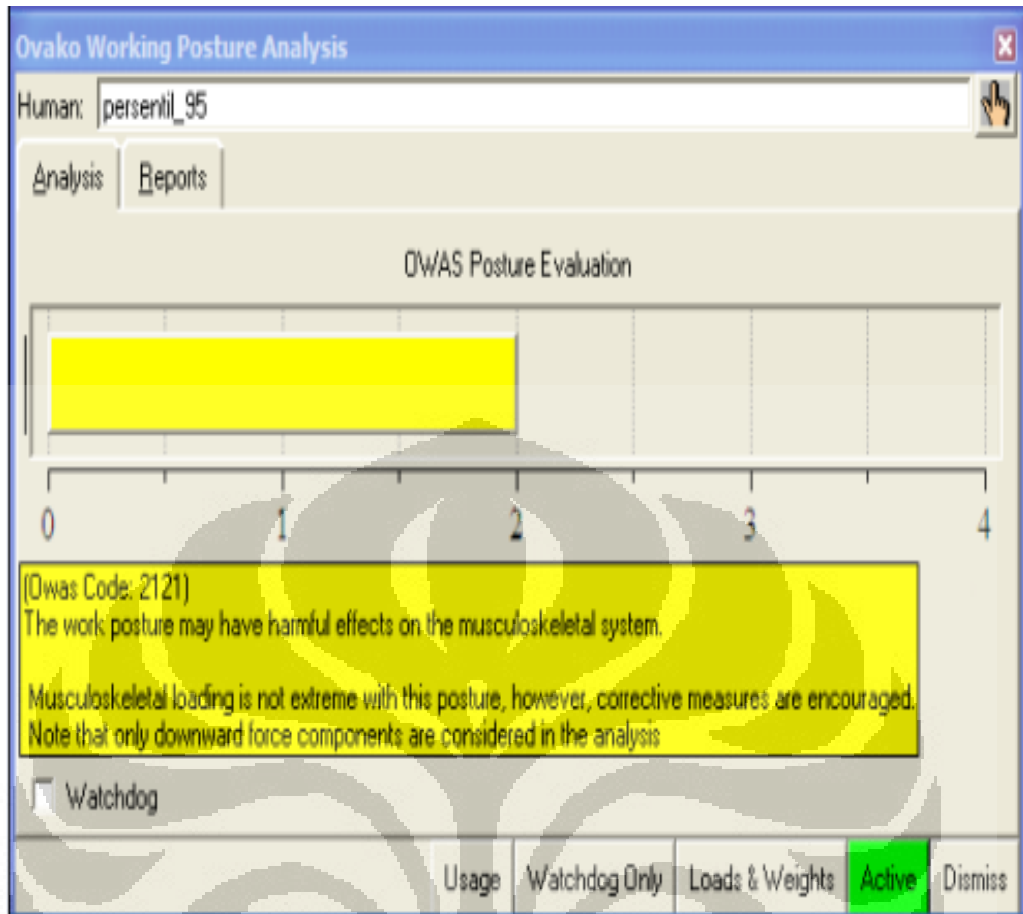 Ovako Working Posture Analysis
Human: persentil_95
Analysis Reports
OWAS Posture Evaluation
0 1 2 3 4
(Owas Code: 2121)
The work posture may have harmful effects on the musculoskeletal system.
Musculoskeletal loading is not extreme with this posture, however, corrective measures are encouraged.
Note that only downward force components are considered in the analysis
Watchdog
Usage Watchdog Only Loads & Weights Active Dismiss